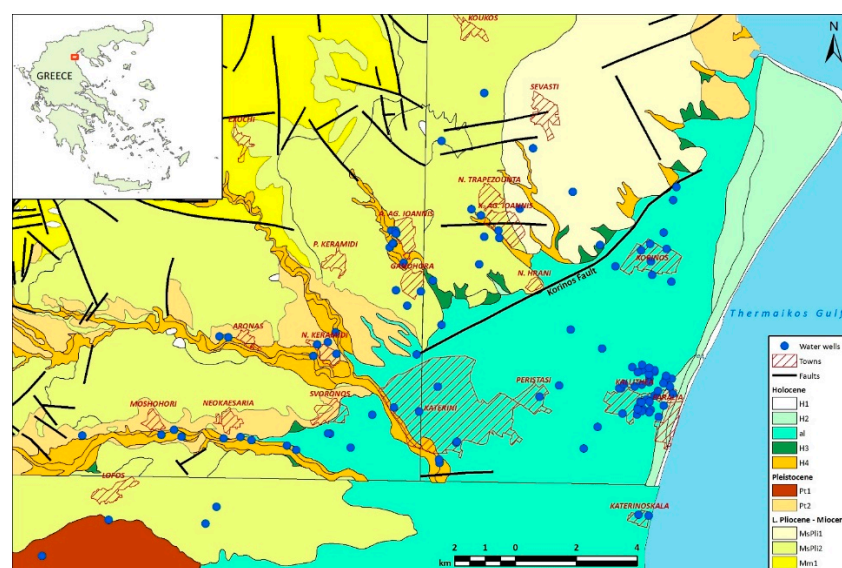 GREECE
KOUKOS
N
SEVASTI
EXOCHI
N. TRAPEZOUNTA
A. AG. IOANNIS
K. AG. IOANNIS
P. KERAMIDI
GANOHORA
KORINOS
N. HRANI
Korinos Fault
Thermaikos Gulf
ARONAS
N. KERAMIDI
SVORONOS
PERISTASI
KALLITHEA
PARALIA
MOSHOHORI
NEOKAESARIA
KATERINI
LOFOS
KATERINOSKALA
2 1 0 2 4
km
Water wells
Towns
Faults
Holocene
H1
H2
al
H3
H4
Pleistocene
Pt1
Pt2
L. Pliocene - Miocene
MsPli1
MsPli2
Mm1